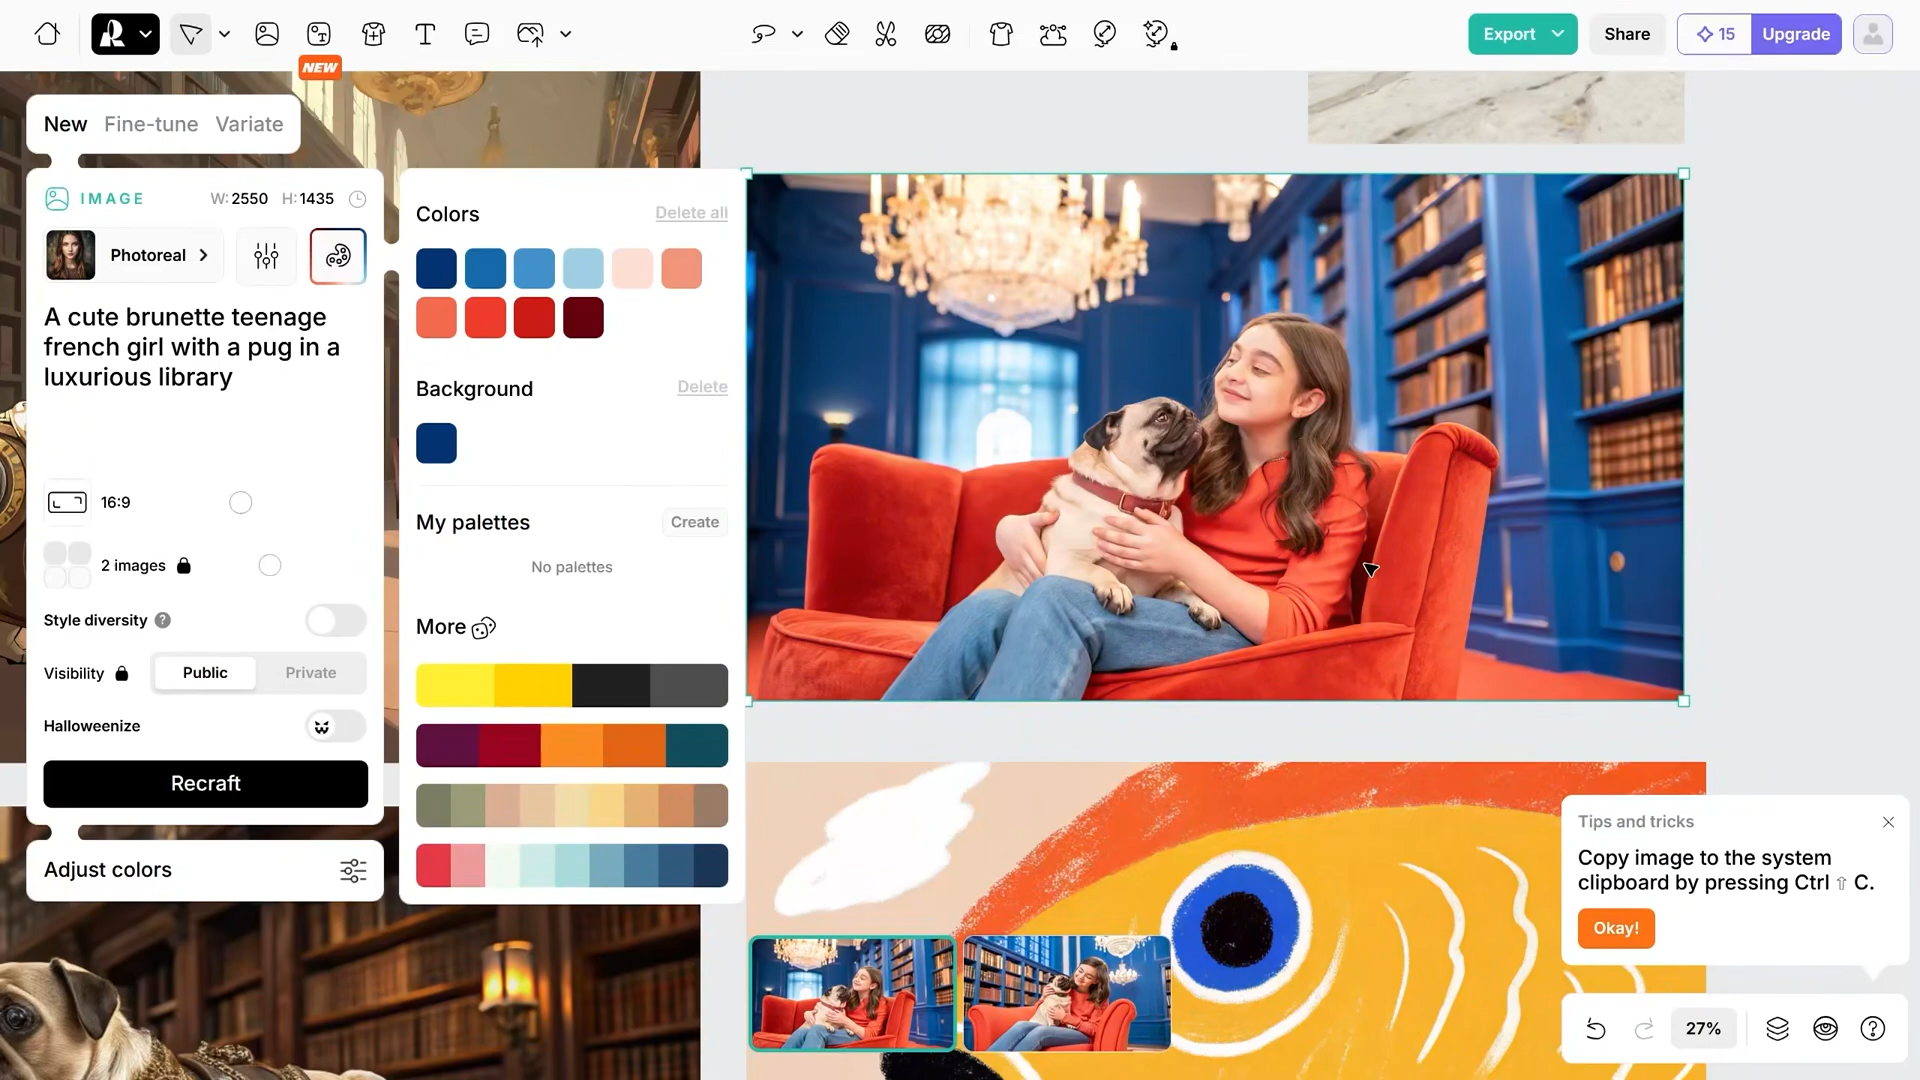 Export
Share
15
Upgrade
NEW
New Fine-tune Variate
IMAGE W: 2550 H: 1435
Photoreal
A cute brunette teenage
french girl with a pug in a
luxurious library
16:9
2 images
Style diversity ?
Visibility Public Private
Halloweenize
Recraft
Adjust colors
Colors Delete all
Background Delete
My palettes Create
No palettes
More
Tips and tricks
Copy image to the system
clipboard by pressing Ctrl ⇧ C.
Okay!
27%